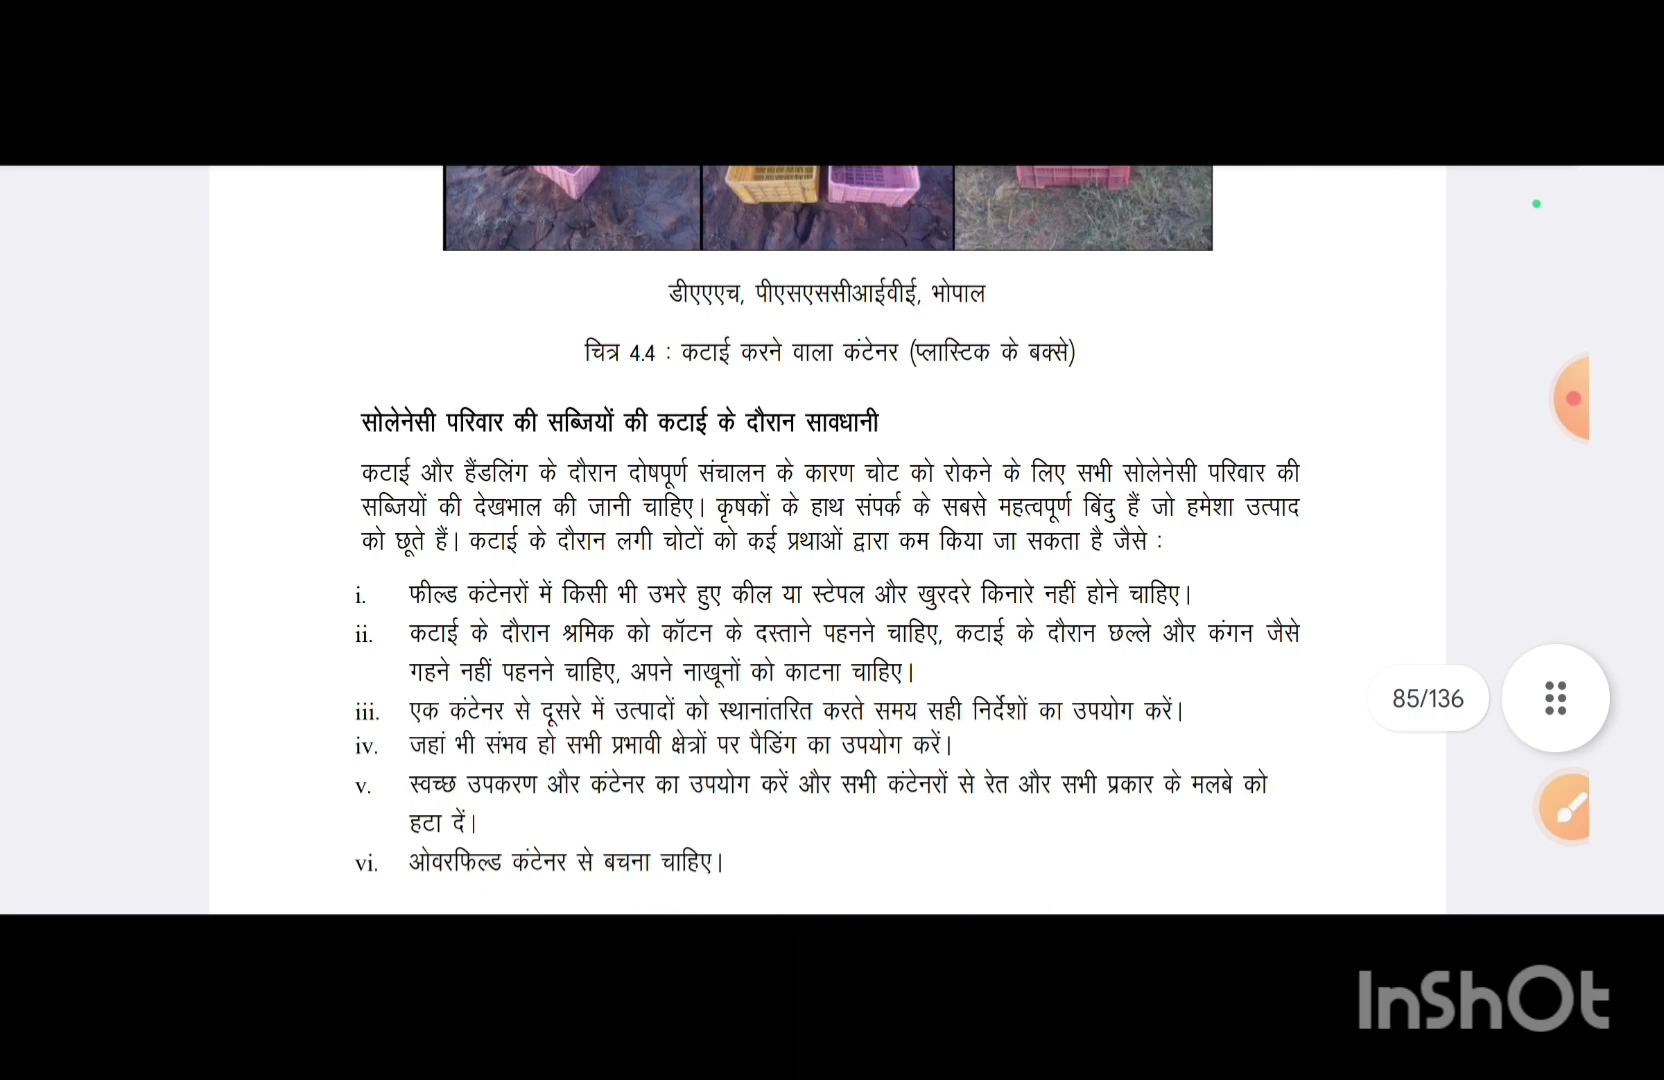 डीएएएच, पीएसएससीआईवीई, भोपाल
चित्र 4.4 : कटाई करने वाला कंटेनर (प्लास्टिक के बक्से)
सोलेनेसी परिवार की सब्जियों की कटाई के दौरान सावधानी
कटाई और हैंडलिंग के दौरान दोषपूर्ण संचालन के कारण चोट को रोकने के लिए सभी सोलेनेसी परिवार की
सब्जियों की देखभाल की जानी चाहिए। कृषकों के हाथ संपर्क के सबसे महत्वपूर्ण बिंदु हैं जो हमेशा उत्पाद
को छूते हैं। कटाई के दौरान लगी चोटों को कई प्रथाओं द्वारा कम किया जा सकता है जैसे :
i. फील्ड कंटेनरों में किसी भी उभरे हुए कील या स्टेपल और खुरदरे किनारे नहीं होने चाहिए।
ii. कटाई के दौरान श्रमिक को कॉटन के दस्ताने पहनने चाहिए, कटाई के दौरान छल्ले और कंगन जैसे
गहने नहीं पहनने चाहिए, अपने नाखूनों को काटना चाहिए।
iii. एक कंटेनर से दूसरे में उत्पादों को स्थानांतरित करते समय सही निर्देशों का उपयोग करें।
iv. जहां भी संभव हो सभी प्रभावी क्षेत्रों पर पैडिंग का उपयोग करें।
85/136
v. स्वच्छ उपकरण और कंटेनर का उपयोग करें और सभी कंटेनरों से रेत और सभी प्रकार के मलबे को
हटा दें।
vi. ओवरफिल्ड कंटेनर से बचना चाहिए।
InShOt